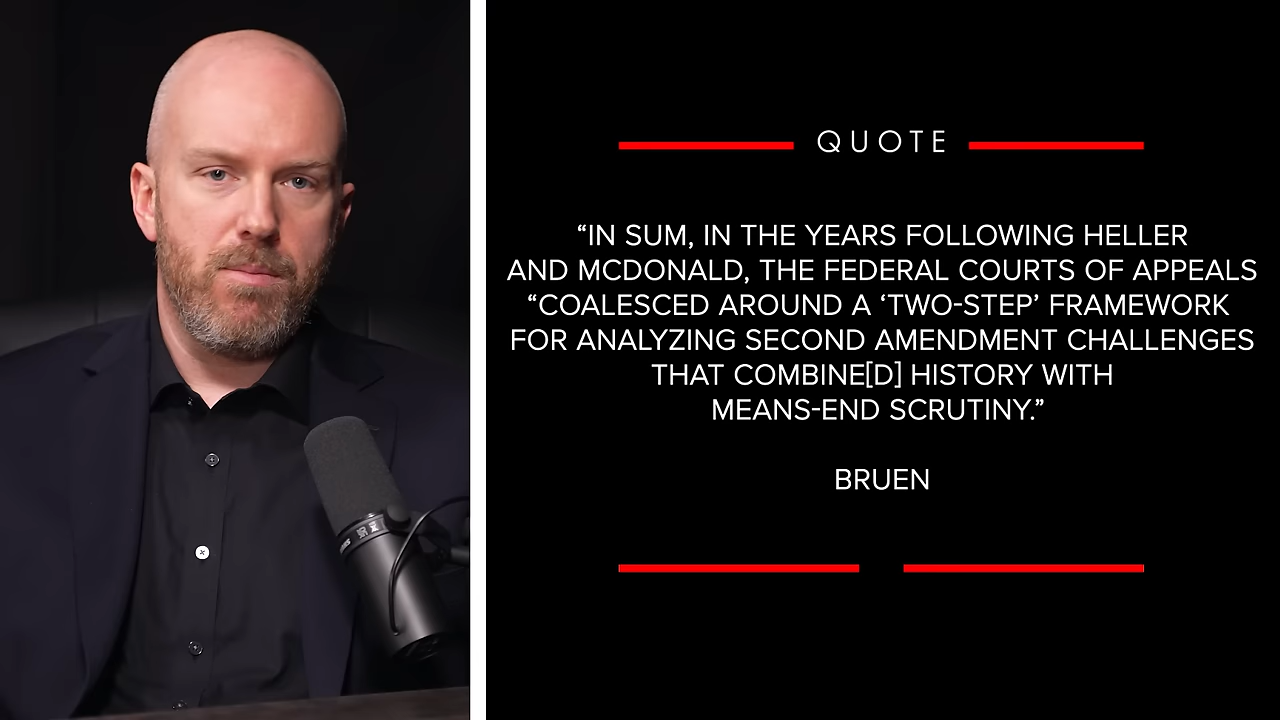 QUOTE
“IN SUM, IN THE YEARS FOLLOWING HELLER
AND MCDONALD, THE FEDERAL COURTS OF APPEALS
“COALESCED AROUND A ‘TWO-STEP’ FRAMEWORK
FOR ANALYZING SECOND AMENDMENT CHALLENGES
THAT COMBINE[D] HISTORY WITH
MEANS-END SCRUTINY.”
BRUEN